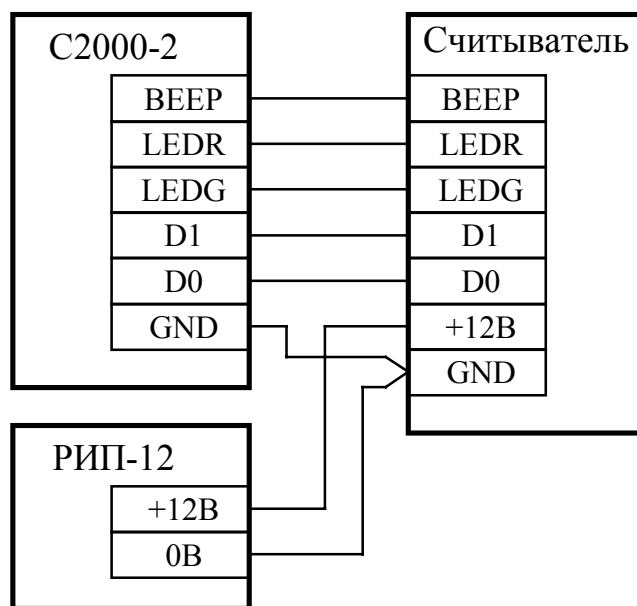 С2000-2
BEEP
LEDR
LEDG
D1
D0
GND
Считыватель
BEEP
LEDR
LEDG
D1
D0
+12В
GND
РИП-12
+12В
0В